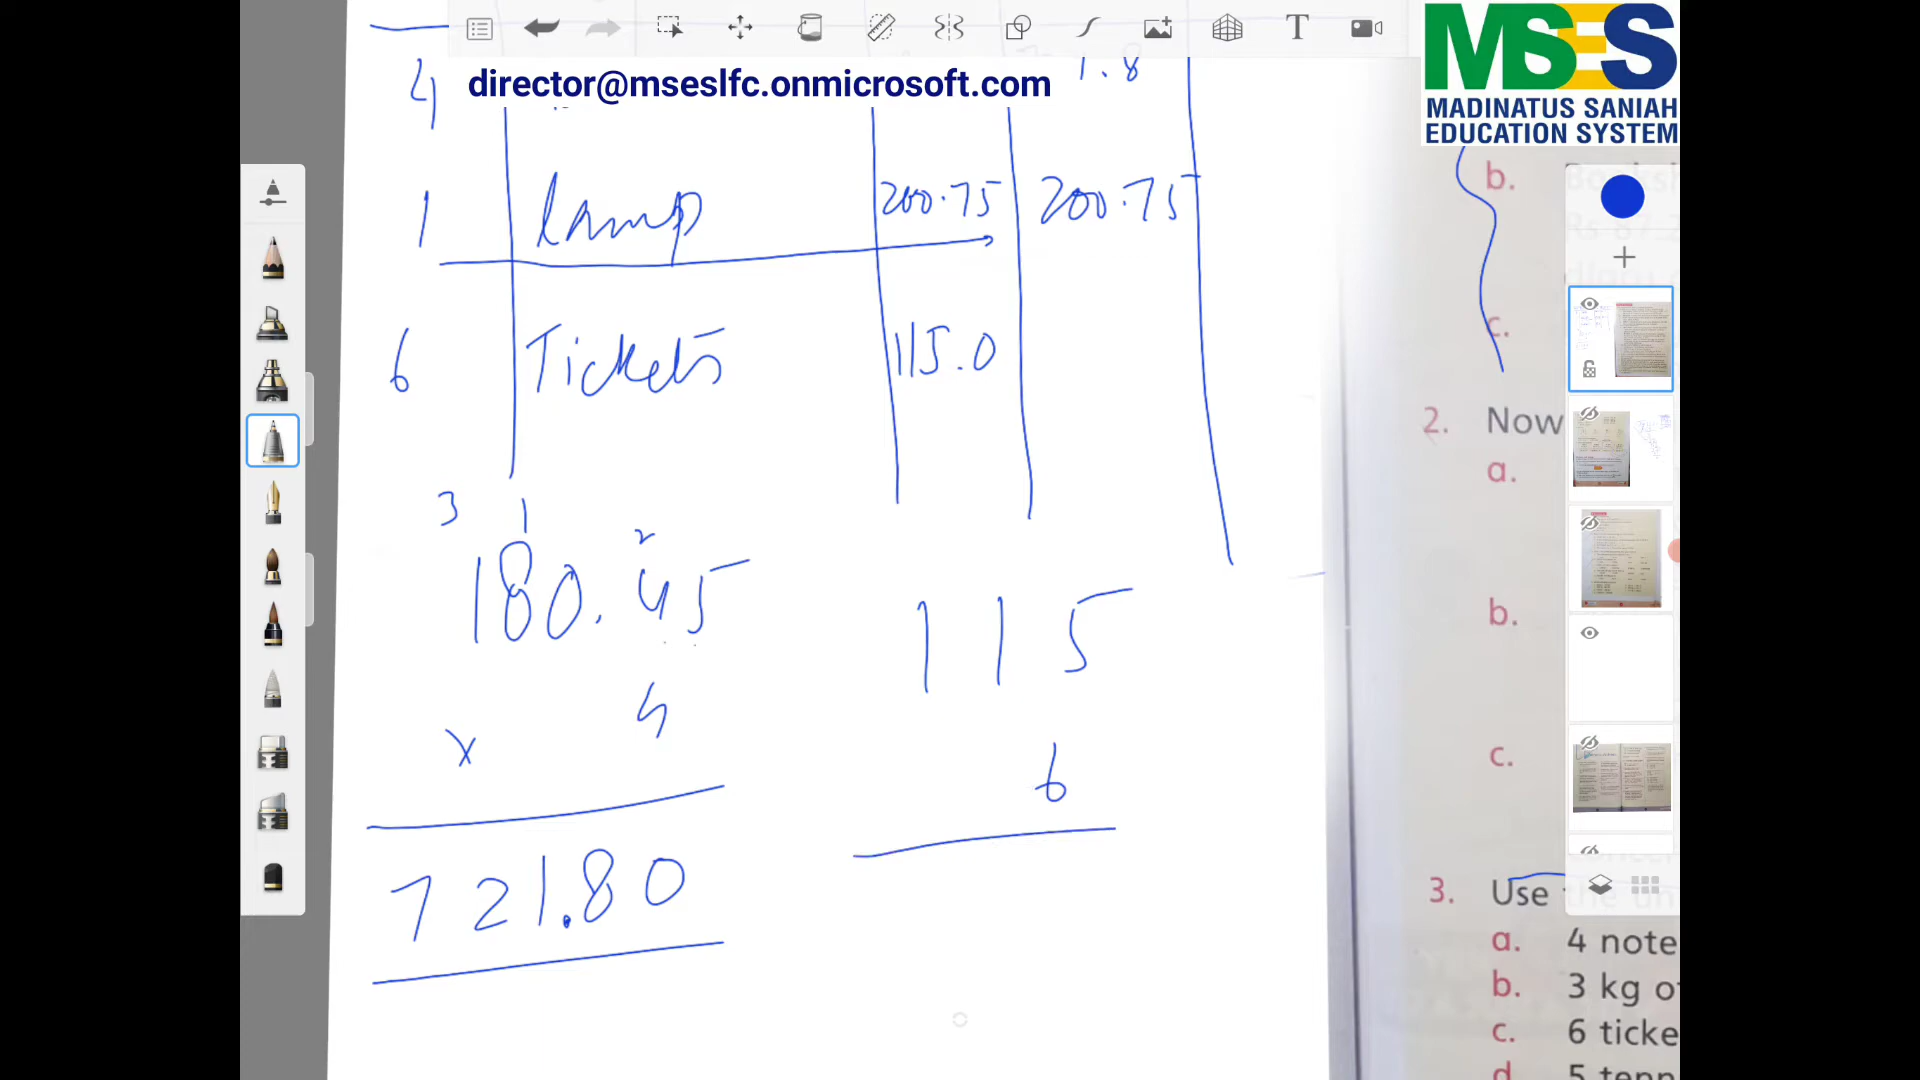 director@mseslfc.onmicrosoft.com
MSES
MADINATUS SANIAH
EDUCATION SYSTEM
T
4 1.8
1 lamp 200.75 200.75
6 Tickets 115.0
3 1 2
180.45
x 4
721.80
115
6
b.
c.
2. Now
a.
b.
c.
3. Use
a. 4 note
b. 3 kg o
c. 6 ticke
d 5 tenn